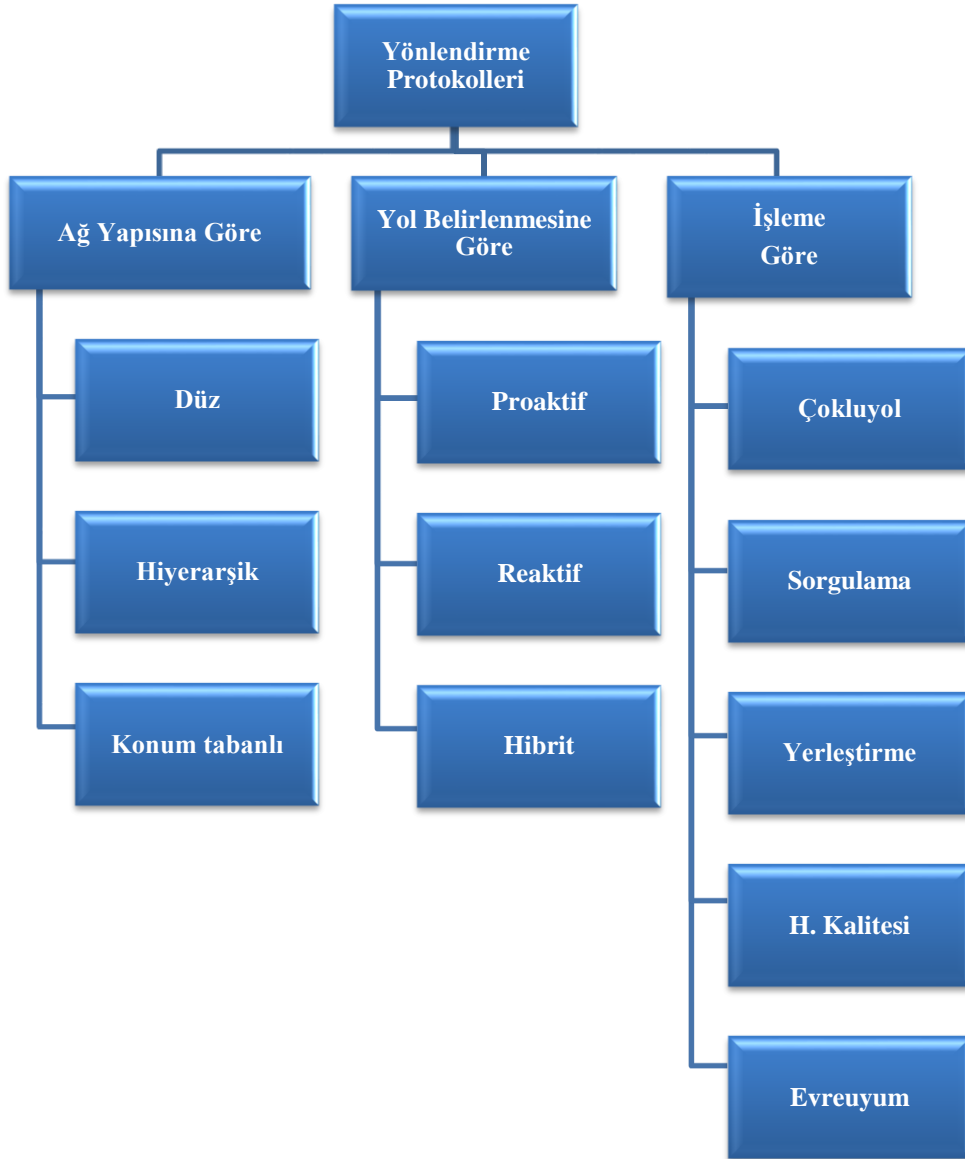 Yönlendirme
Protokolleri
Ağ Yapısına Göre
Düz
Hiyerarşik
Konum tabanlı
Yol Belirlenmesine
Göre
Proaktif
Reaktif
Hibrit
İşleme
Göre
Çokluyol
Sorgulama
Yerleştirme
H. Kalitesi
Evreuyum